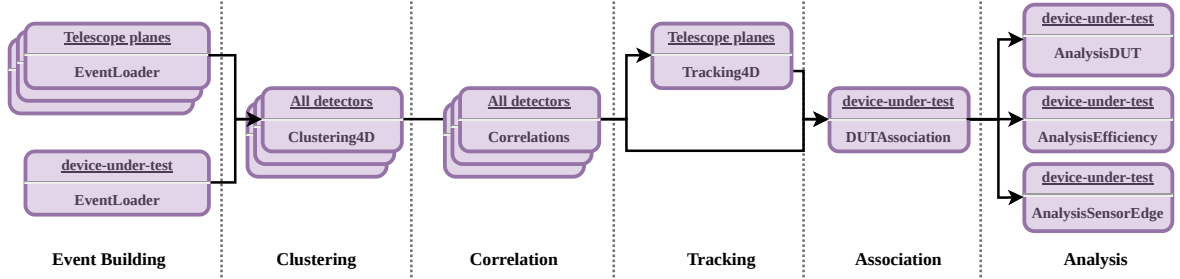 Telescope planes
EventLoader
device-under-test
EventLoader
Event Building
All detectors
Clustering4D
Clustering
All detectors
Correlations
Correlation
Telescope planes
Tracking4D
Tracking
device-under-test
DUTAssociation
Association
device-under-test
AnalysisDUT
device-under-test
AnalysisEfficiency
device-under-test
AnalysisSensorEdge
Analysis